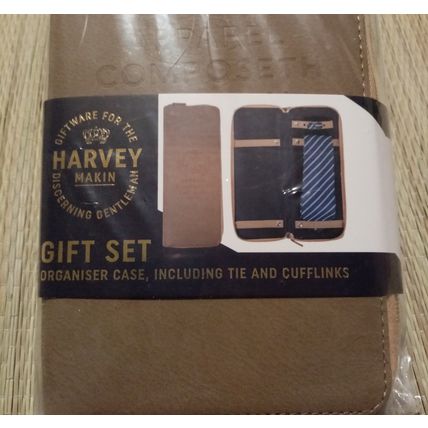 GIFTWARE FOR THE
HARVEY
MAKIN
DISCERNING GENTLEMAN
GIFT SET
ORGANISER CASE, INCLUDING TIE AND CUFFLINKS